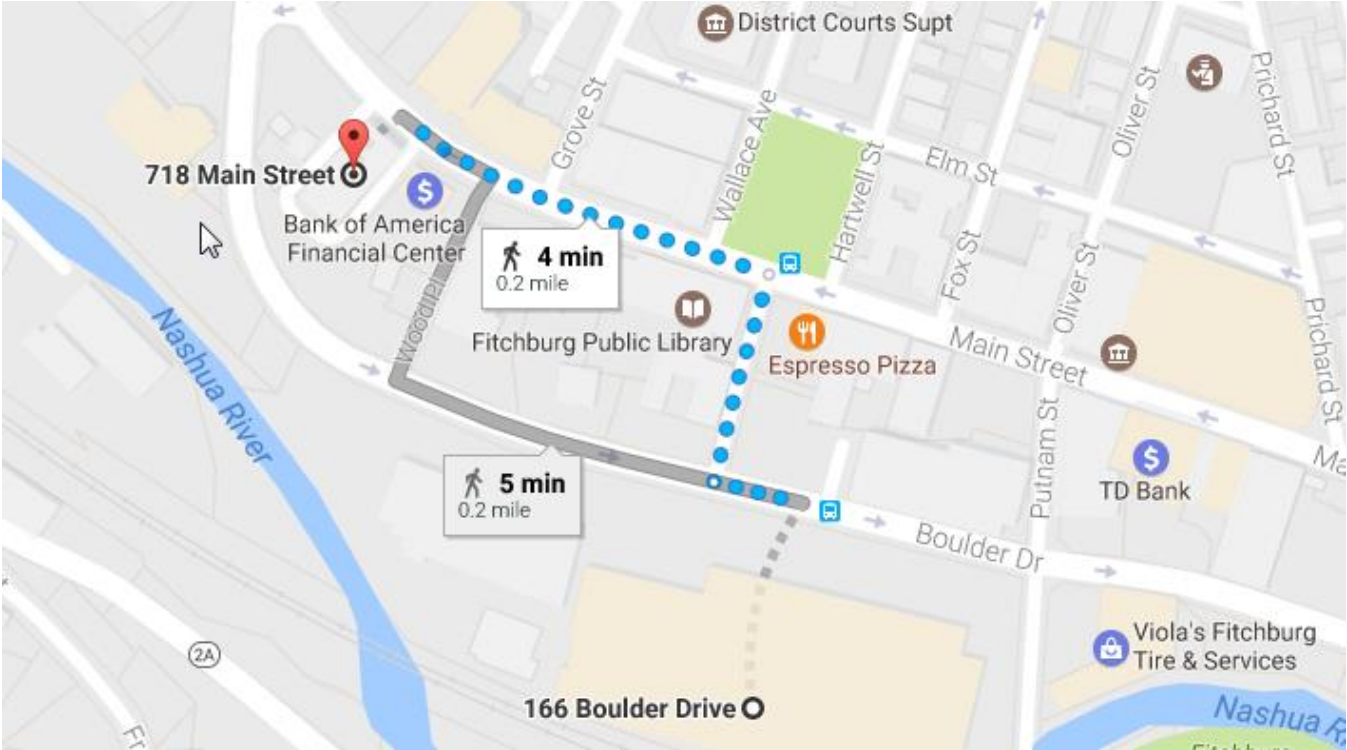 District Courts Supt
Grove St
Wallace Ave
Hartwell St
Elm St
Oliver St
Prichard St
718 Main Street
Bank of America
Financial Center
4 min
0.2 mile
Fox St
Oliver St
Prichard St
Fitchburg Public Library
Espresso Pizza
Main Street
Nashua River
5 min
0.2 mile
Putnam St
TD Bank
Ma
Boulder Dr
Viola's Fitchburg
Tire & Services
2A
166 Boulder Drive
Nashua R
Fr